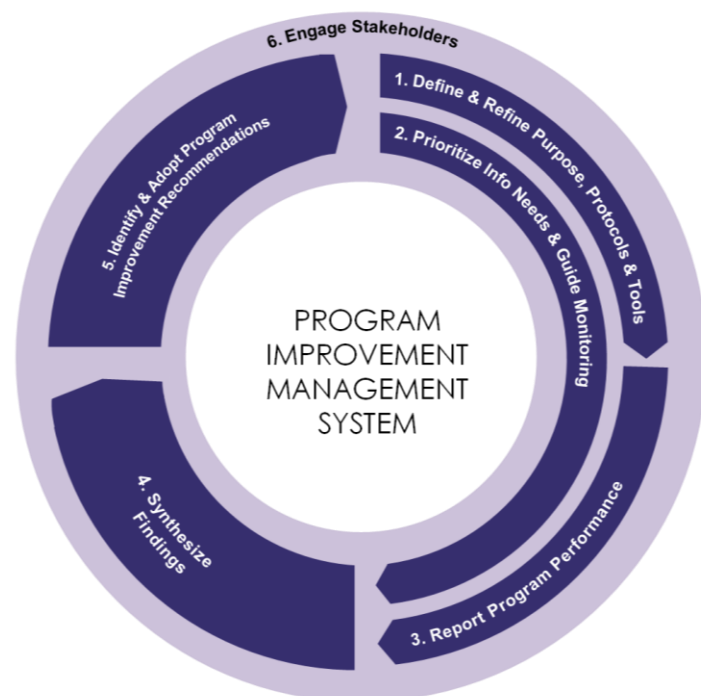 6. Engage Stakeholders
1. Define & Refine Purpose, Protocols & Tools
2. Prioritize Info Needs & Guide Monitoring
5. Identify & Adopt Program
Improvement Recommendations
PROGRAM
IMPROVEMENT
MANAGEMENT
SYSTEM
4. Synthesize
Findings
3. Report Program Performance